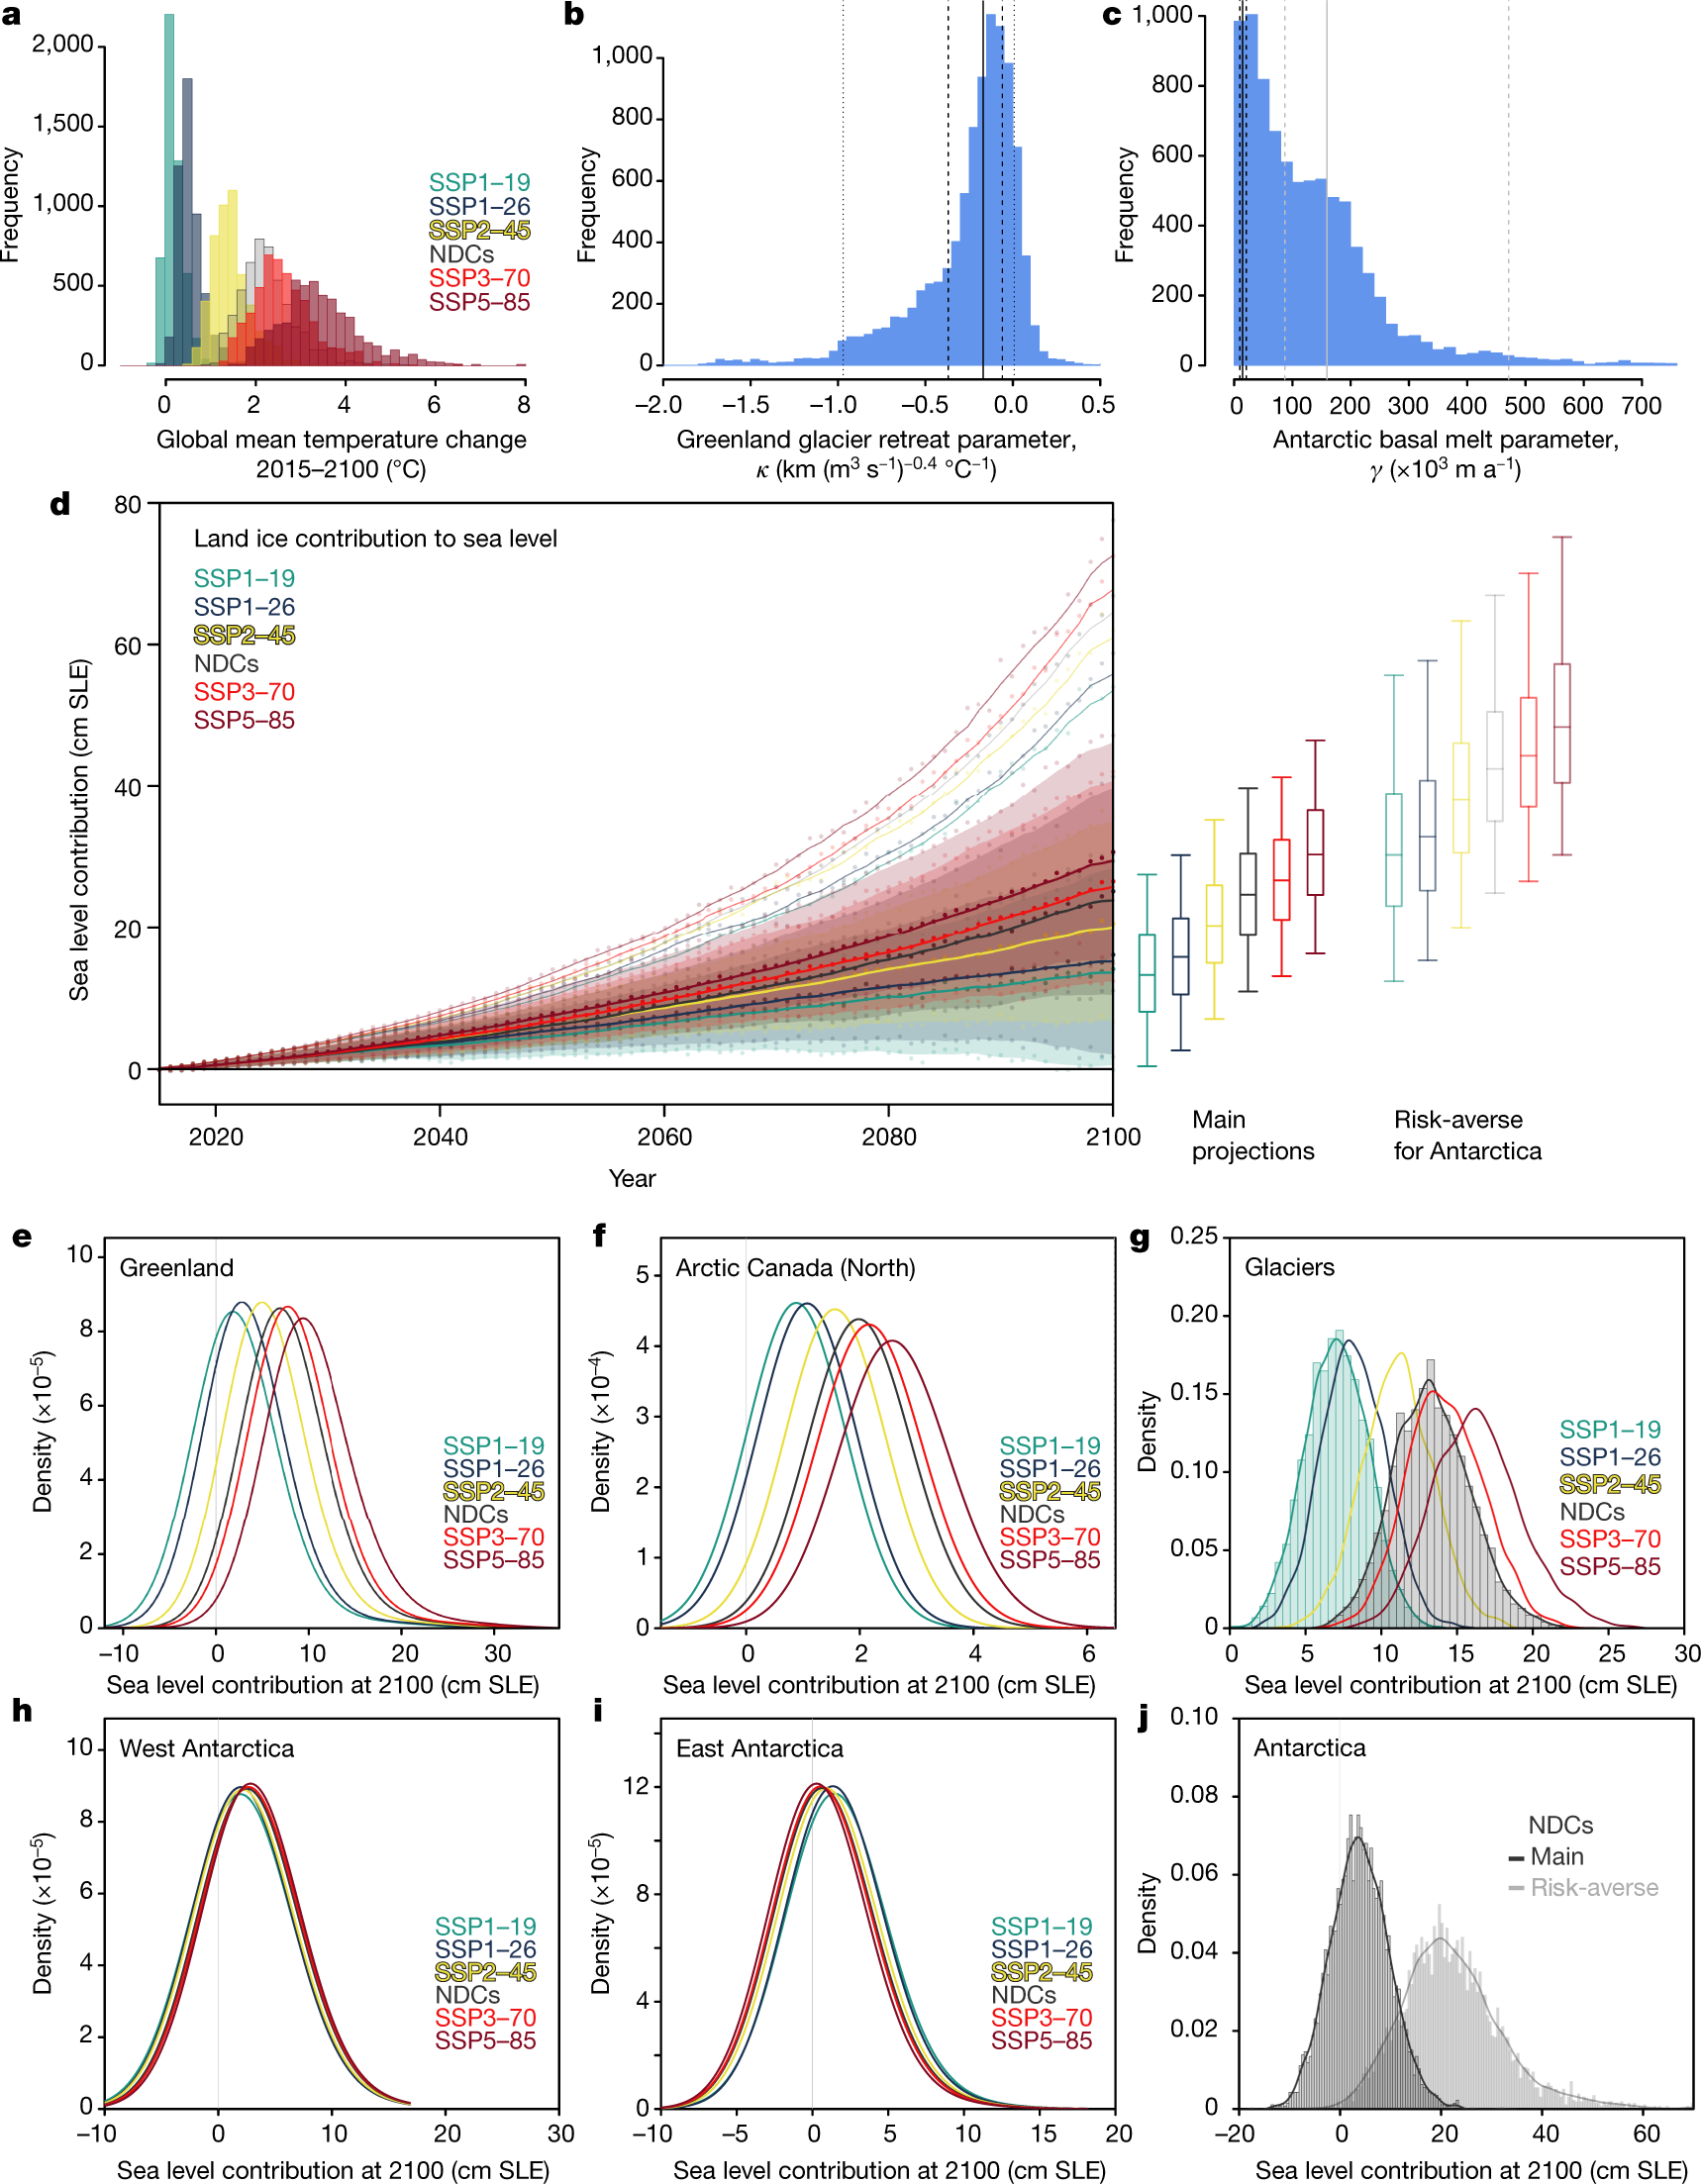 a
Frequency
2,000
1,500
1,000
500
0
SSP1–19
SSP1–26
SSP2–45
NDCs
SSP3–70
SSP5–85
0 2 4 6 8
Global mean temperature change
2015–2100 (°C)
b
Frequency
1,000
800
600
400
200
0
–2.0 –1.5 –1.0 –0.5 0.0 0.5
Greenland glacier retreat parameter,
κ (km (m³ s⁻¹)⁻⁰·⁴ °C⁻¹)
c
Frequency
1,000
800
600
400
200
0
0 100 200 300 400 500 600 700
Antarctic basal melt parameter,
γ (×10³ m a⁻¹)
d
Sea level contribution (cm SLE)
80
60
40
20
0
Land ice contribution to sea level
SSP1–19
SSP1–26
SSP2–45
NDCs
SSP3–70
SSP5–85
2020 2040 2060 2080 2100
Year
Main
projections
Risk-averse
for Antarctica
e
Greenland
Density (×10⁻⁵)
10
8
6
4
2
0
SSP1–19
SSP1–26
SSP2–45
NDCs
SSP3–70
SSP5–85
–10 0 10 20 30
Sea level contribution at 2100 (cm SLE)
f
Arctic Canada (North)
Density (×10⁻⁴)
5
4
3
2
1
0
SSP1–19
SSP1–26
SSP2–45
NDCs
SSP3–70
SSP5–85
0 2 4 6
Sea level contribution at 2100 (cm SLE)
g
Glaciers
Density
0.25
0.20
0.15
0.10
0.05
0
SSP1–19
SSP1–26
SSP2–45
NDCs
SSP3–70
SSP5–85
0 5 10 15 20 25 30
Sea level contribution at 2100 (cm SLE)
h
West Antarctica
Density (×10⁻⁵)
10
8
6
4
2
0
SSP1–19
SSP1–26
SSP2–45
NDCs
SSP3–70
SSP5–85
–10 0 10 20 30
Sea level contribution at 2100 (cm SLE)
i
East Antarctica
Density (×10⁻⁵)
12
8
4
0
SSP1–19
SSP1–26
SSP2–45
NDCs
SSP3–70
SSP5–85
–10 –5 0 5 10 15 20
Sea level contribution at 2100 (cm SLE)
j
Antarctica
Density
0.10
0.08
0.06
0.04
0.02
0
NDCs
Main
Risk-averse
–20 0 20 40 60
Sea level contribution at 2100 (cm SLE)